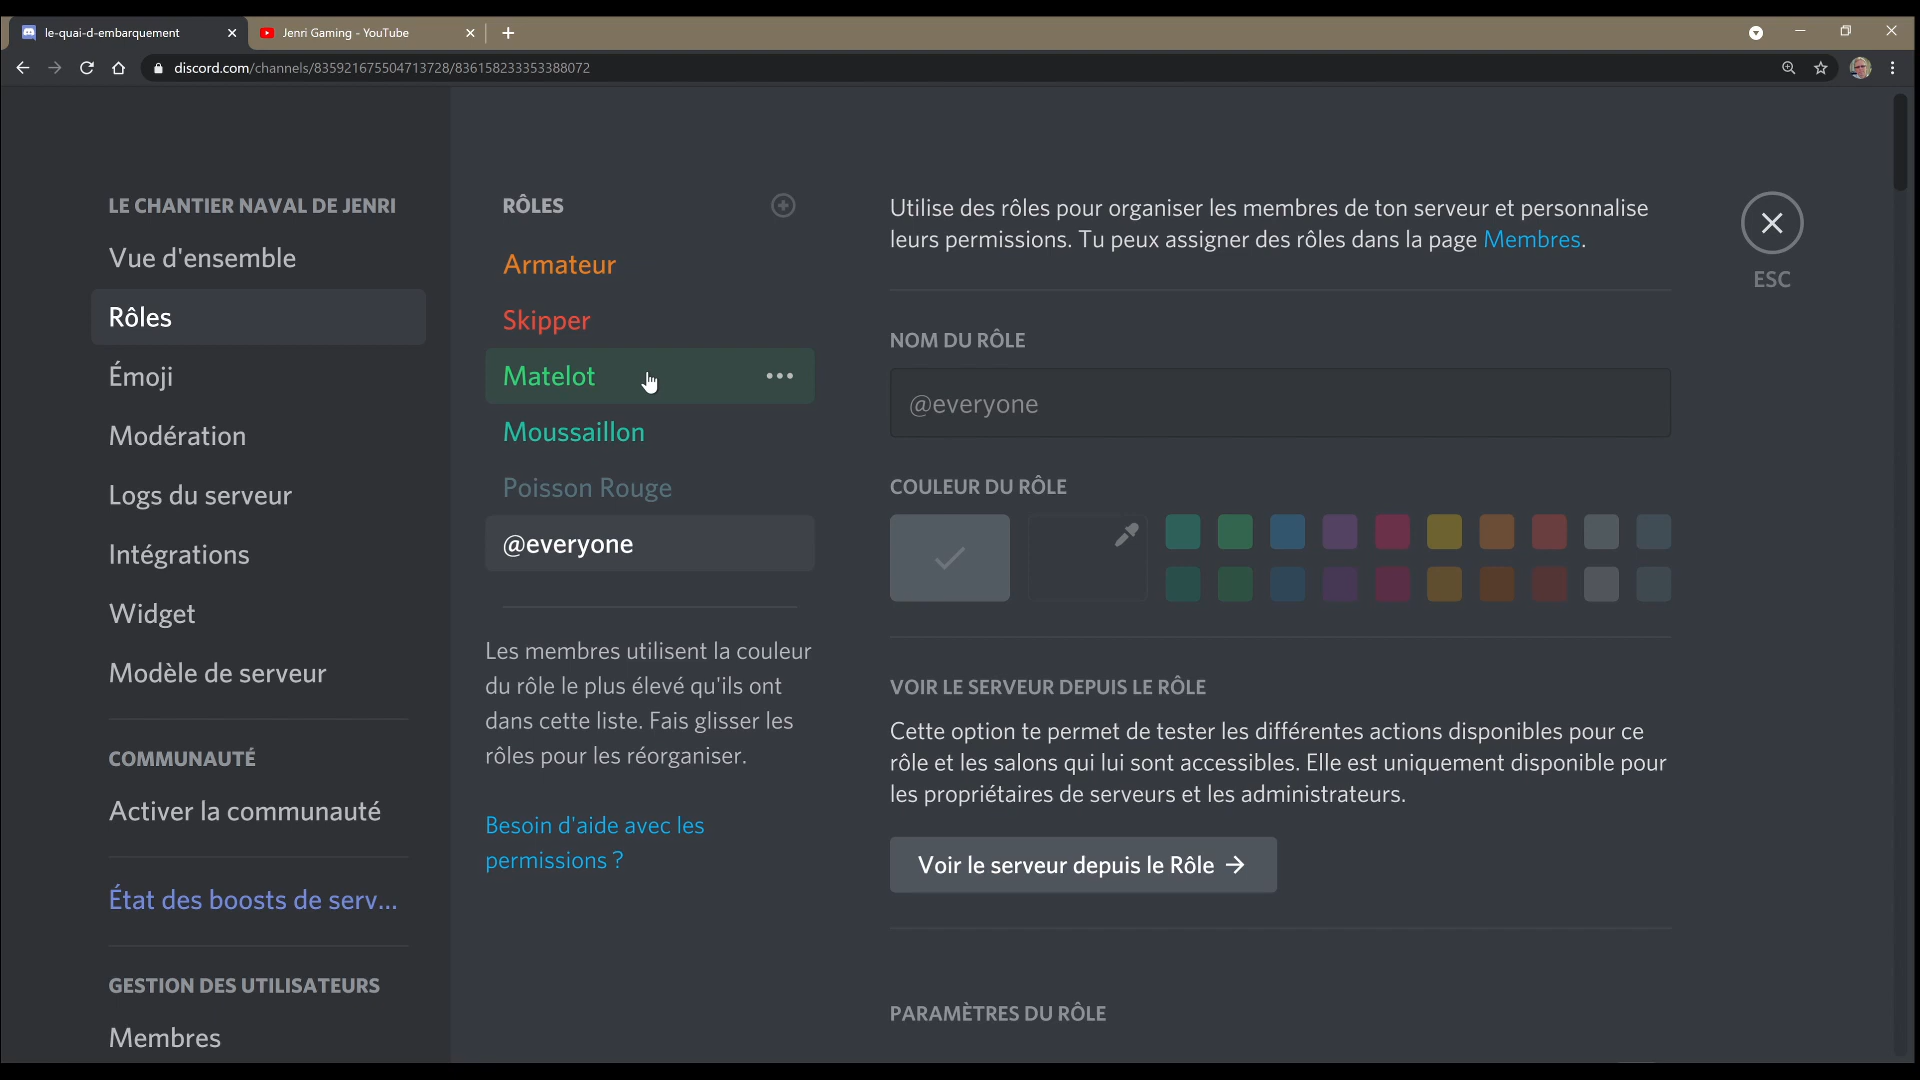 le-quai-d-embarquement
Jenri Gaming - YouTube
discord.com/channels/835921675504713728/836158233353388072
LE CHANTIER NAVAL DE JENRI
Vue d'ensemble
Rôles
Émoji
Modération
Logs du serveur
Intégrations
Widget
Modèle de serveur
COMMUNAUTÉ
Activer la communauté
État des boosts de serv...
GESTION DES UTILISATEURS
Membres
RÔLES
Armateur
Skipper
Matelot
Moussaillon
Poisson Rouge
@everyone
Les membres utilisent la couleur
du rôle le plus élevé qu'ils ont
dans cette liste. Fais glisser les
rôles pour les réorganiser.
Besoin d'aide avec les
permissions ?
Utilise des rôles pour organiser les membres de ton serveur et personnalise
leurs permissions. Tu peux assigner des rôles dans la page Membres.
ESC
NOM DU RÔLE
@everyone
COULEUR DU RÔLE
VOIR LE SERVEUR DEPUIS LE RÔLE
Cette option te permet de tester les différentes actions disponibles pour ce
rôle et les salons qui lui sont accessibles. Elle est uniquement disponible pour
les propriétaires de serveurs et les administrateurs.
Voir le serveur depuis le Rôle →
PARAMÈTRES DU RÔLE